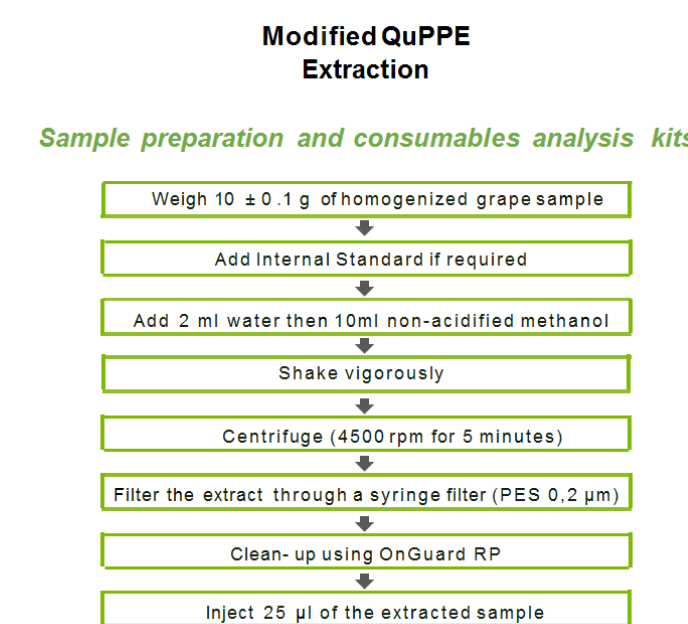 Modified QuPPE
Extraction
Sample preparation and consumables analysis kits
Weigh 10 ± 0.1 g of homogenized grape sample
Add Internal Standard if required
Add 2 ml water then 10ml non-acidified methanol
Shake vigorously
Centrifuge (4500 rpm for 5 minutes)
Filter the extract through a syringe filter (PES 0,2 µm)
Clean- up using OnGuard RP
Inject 25 µl of the extracted sample